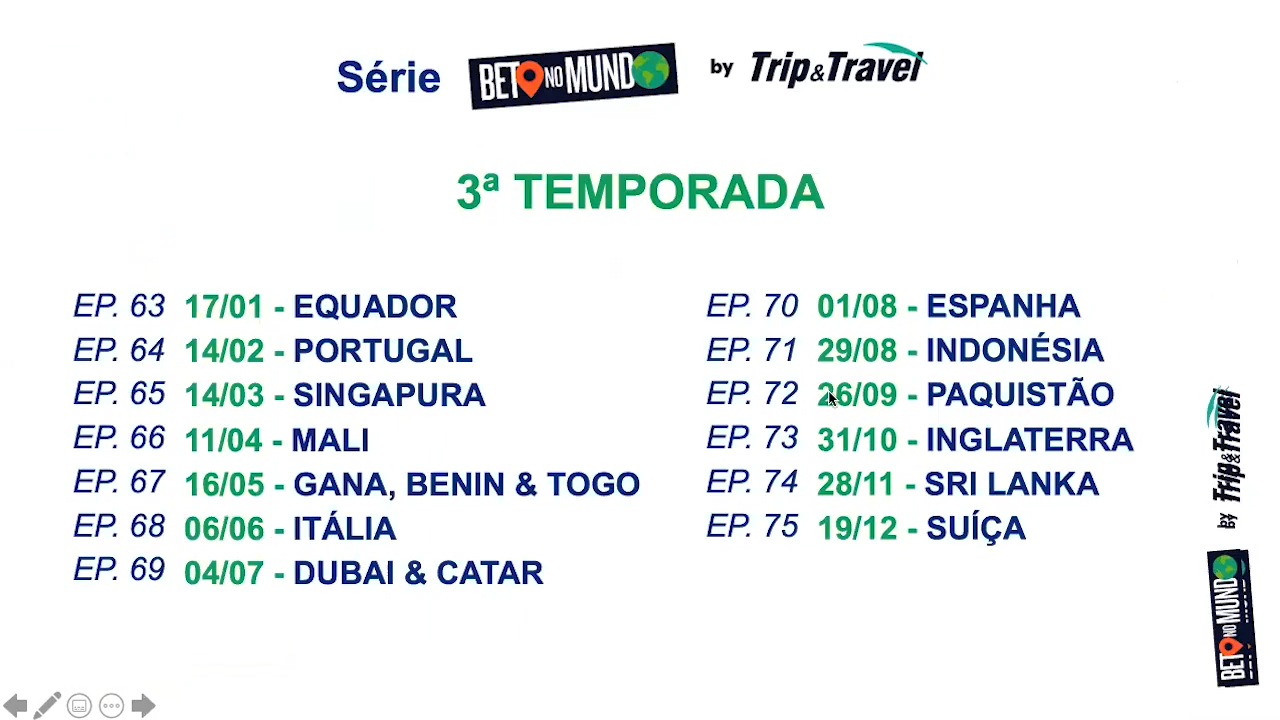 Série BETO NO MUNDO by Trip&Travel
3ª TEMPORADA
EP. 63 17/01 - EQUADOR
EP. 64 14/02 - PORTUGAL
EP. 65 14/03 - SINGAPURA
EP. 66 11/04 - MALI
EP. 67 16/05 - GANA, BENIN & TOGO
EP. 68 06/06 - ITÁLIA
EP. 69 04/07 - DUBAI & CATAR
EP. 70 01/08 - ESPANHA
EP. 71 29/08 - INDONÉSIA
EP. 72 26/09 - PAQUISTÃO
EP. 73 31/10 - INGLATERRA
EP. 74 28/11 - SRI LANKA
EP. 75 19/12 - SUÍÇA
BETO NO MUNDO by Trip&Travel